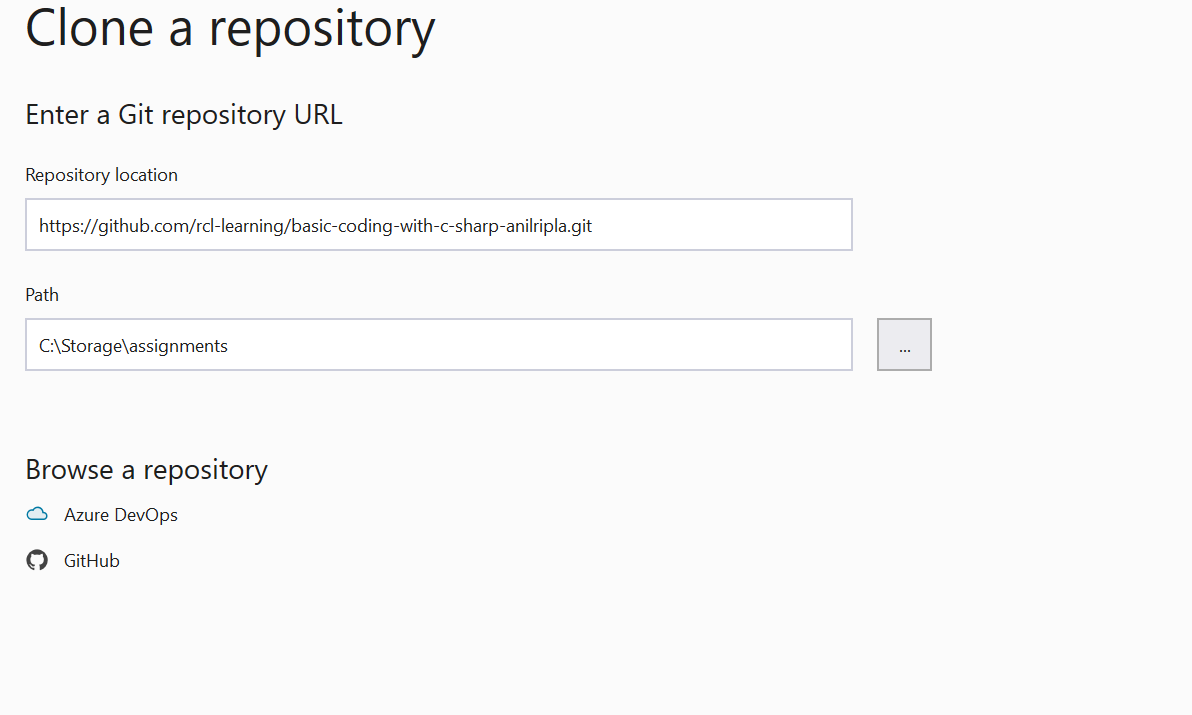 Clone a repository
Enter a Git repository URL
Repository location
https://github.com/rcl-learning/basic-coding-with-c-sharp-anilripla.git
Path
C:\Storage\assignments
...
Browse a repository
Azure DevOps
GitHub